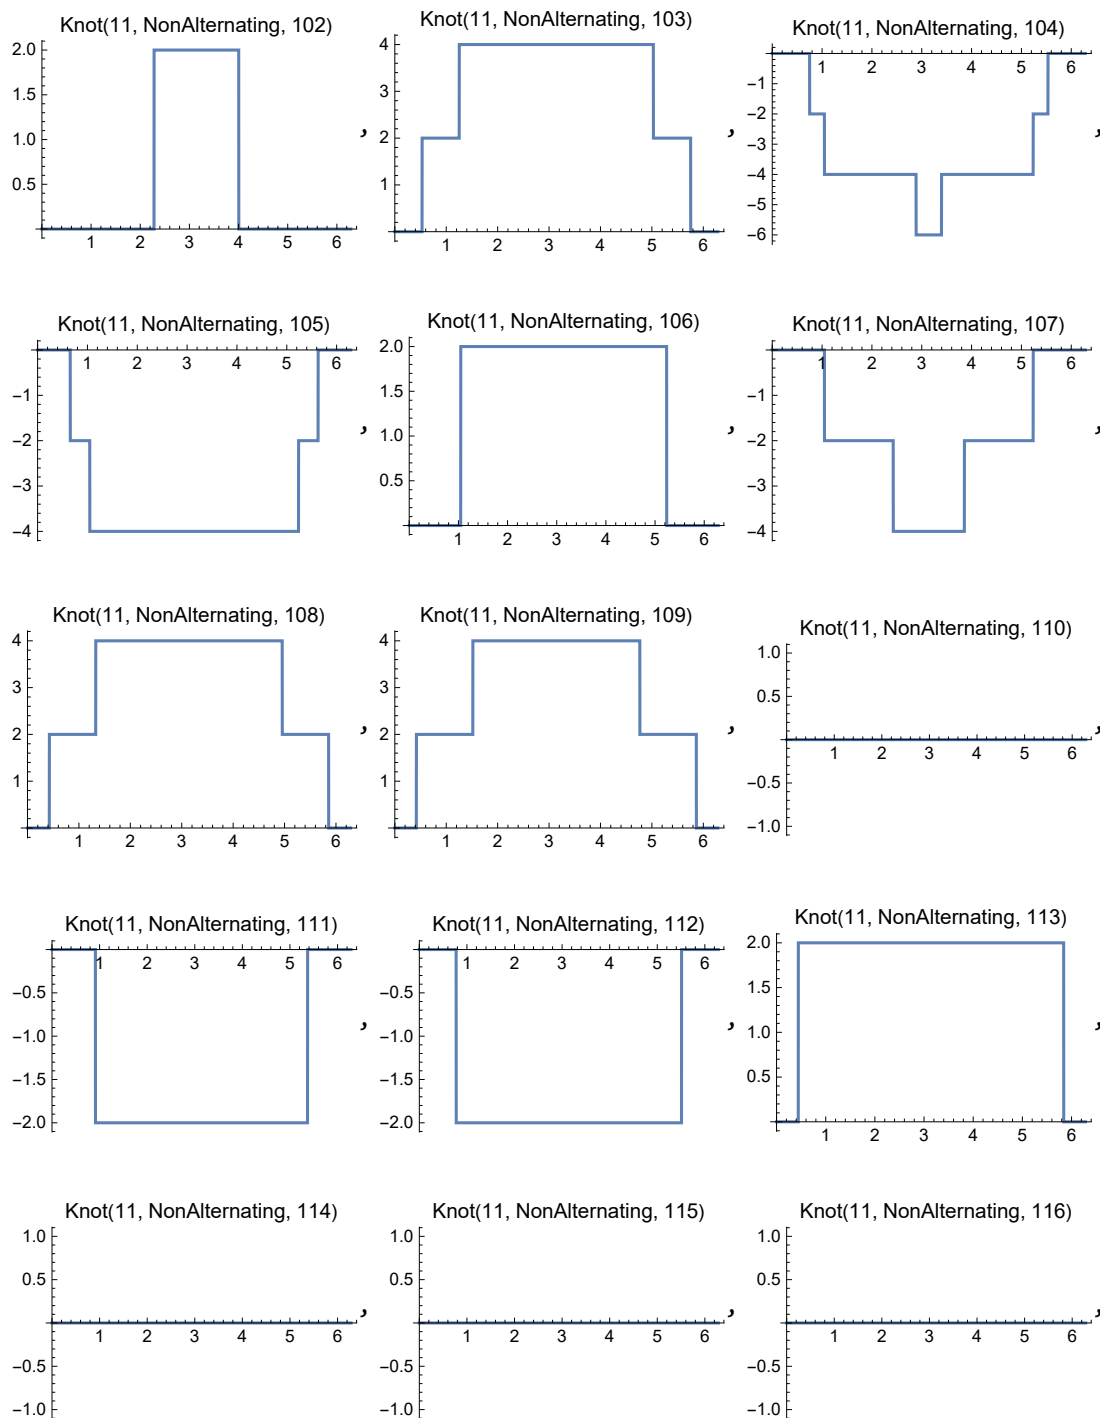 Knot(11, NonAlternating, 102)
2.0
1.5
1.0
0.5
1 2 3 4 5 6
,
Knot(11, NonAlternating, 103)
4
3
2
1
1 2 3 4 5 6
,
Knot(11, NonAlternating, 104)
1 2 3 4 5 6
-1
-2
-3
-4
-5
-6
,
Knot(11, NonAlternating, 105)
1 2 3 4 5 6
-1
-2
-3
-4
,
Knot(11, NonAlternating, 106)
2.0
1.5
1.0
0.5
1 2 3 4 5 6
,
Knot(11, NonAlternating, 107)
1 2 3 4 5 6
-1
-2
-3
-4
,
Knot(11, NonAlternating, 108)
4
3
2
1
1 2 3 4 5 6
,
Knot(11, NonAlternating, 109)
4
3
2
1
1 2 3 4 5 6
,
Knot(11, NonAlternating, 110)
1.0
0.5
1 2 3 4 5 6
-0.5
-1.0
,
Knot(11, NonAlternating, 111)
1 2 3 4 5 6
-0.5
-1.0
-1.5
-2.0
,
Knot(11, NonAlternating, 112)
1 2 3 4 5 6
-0.5
-1.0
-1.5
-2.0
,
Knot(11, NonAlternating, 113)
2.0
1.5
1.0
0.5
1 2 3 4 5 6
,
Knot(11, NonAlternating, 114)
1.0
0.5
1 2 3 4 5 6
-0.5
-1.0
,
Knot(11, NonAlternating, 115)
1.0
0.5
1 2 3 4 5 6
-0.5
-1.0
,
Knot(11, NonAlternating, 116)
1.0
0.5
1 2 3 4 5 6
-0.5
-1.0
,